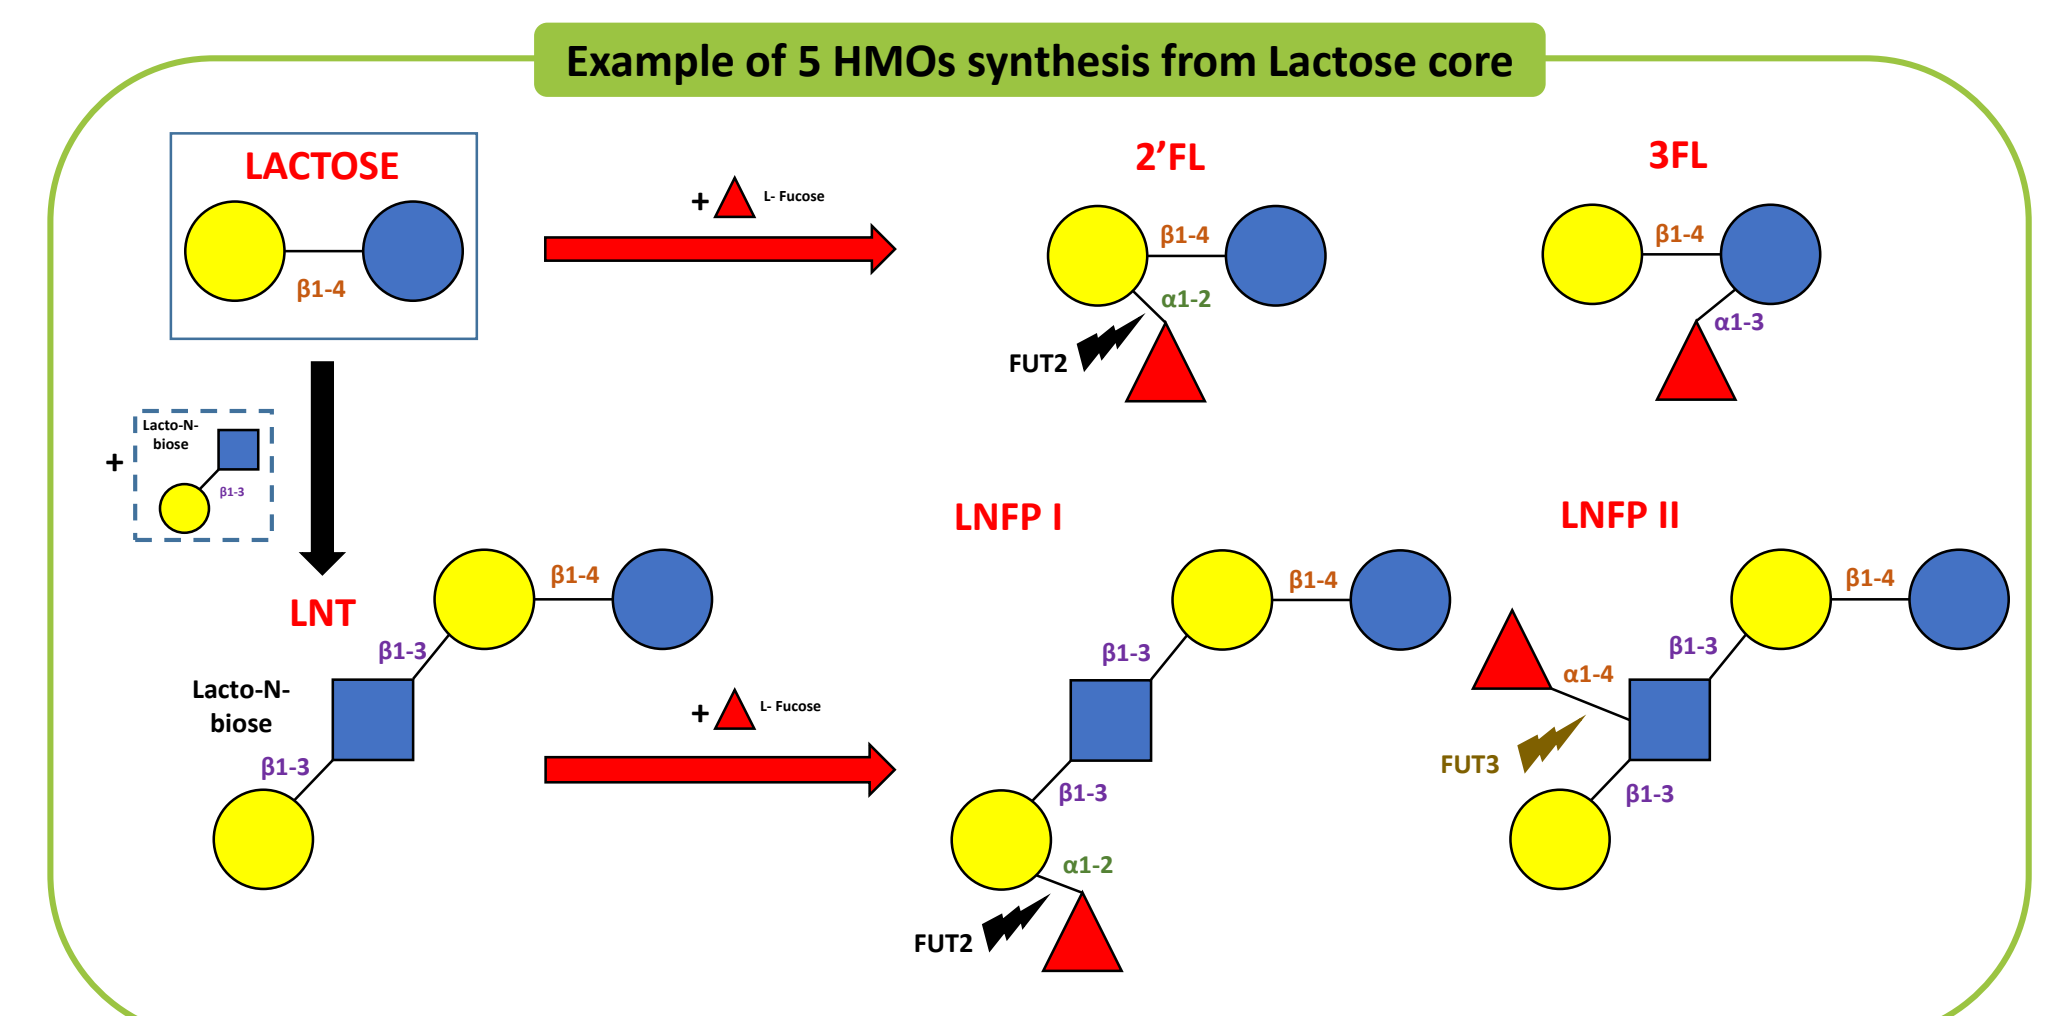 Example of 5 HMOs synthesis from Lactose core
LACTOSE
β1-4
+
L- Fucose
2’FL
β1-4
α1-2
FUT2
3FL
β1-4
α1-3
+
Lacto-N-
biose
β1-3
LNT
β1-4
β1-3
Lacto-N-
biose
β1-3
+
L- Fucose
LNFP I
β1-4
β1-3
β1-3
α1-2
FUT2
LNFP II
β1-4
β1-3
α1-4
FUT3
β1-3